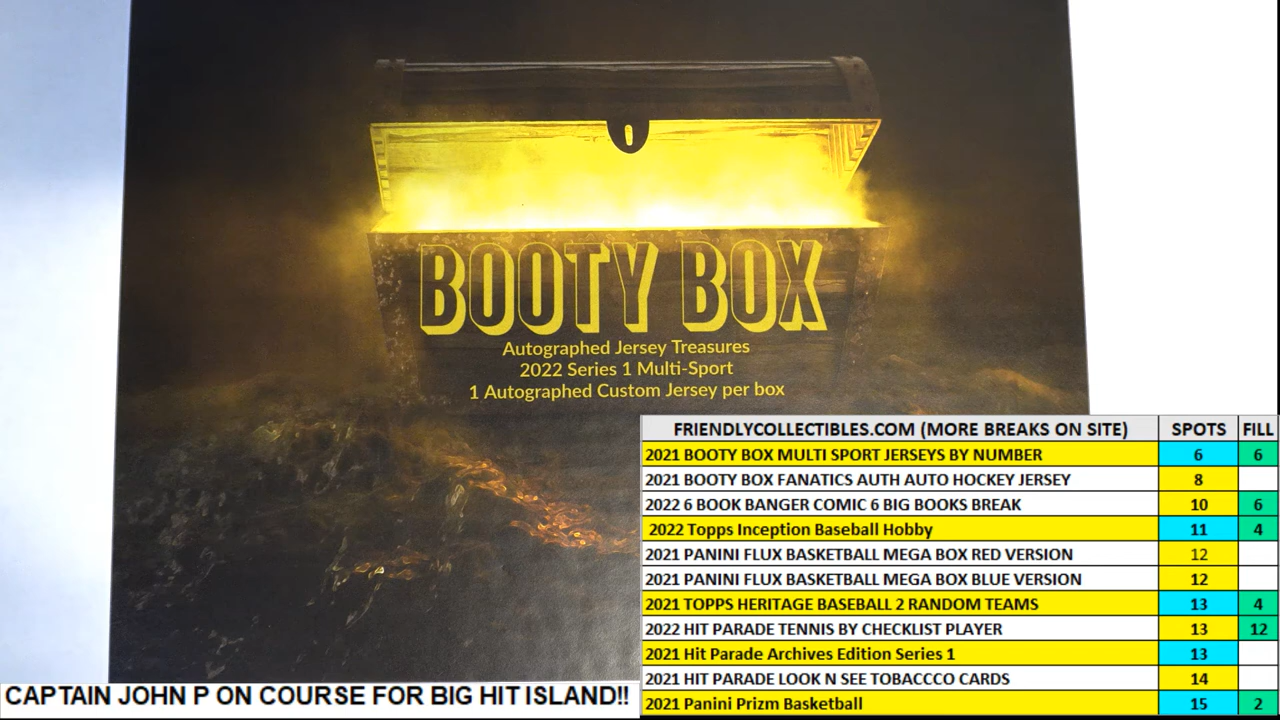 BOOTY BOX
Autographed Jersey Treasures
2022 Series 1 Multi-Sport
1 Autographed Custom Jersey per box
FRIENDLYCOLLECTIBLES.COM (MORE BREAKS ON SITE) SPOTS FILL
2021 BOOTY BOX MULTI SPORT JERSEYS BY NUMBER 6 6
2021 BOOTY BOX FANATICS AUTH AUTO HOCKEY JERSEY 8
2022 6 BOOK BANGER COMIC 6 BIG BOOKS BREAK 10 6
2022 Topps Inception Baseball Hobby 11 4
2021 PANINI FLUX BASKETBALL MEGA BOX RED VERSION 12
2021 PANINI FLUX BASKETBALL MEGA BOX BLUE VERSION 12
2021 TOPPS HERITAGE BASEBALL 2 RANDOM TEAMS 13 4
2022 HIT PARADE TENNIS BY CHECKLIST PLAYER 13 12
2021 Hit Parade Archives Edition Series 1 13
2021 HIT PARADE LOOK N SEE TOBACCCO CARDS 14
2021 Panini Prizm Basketball 15 2
CAPTAIN JOHN P ON COURSE FOR BIG HIT ISLAND!!